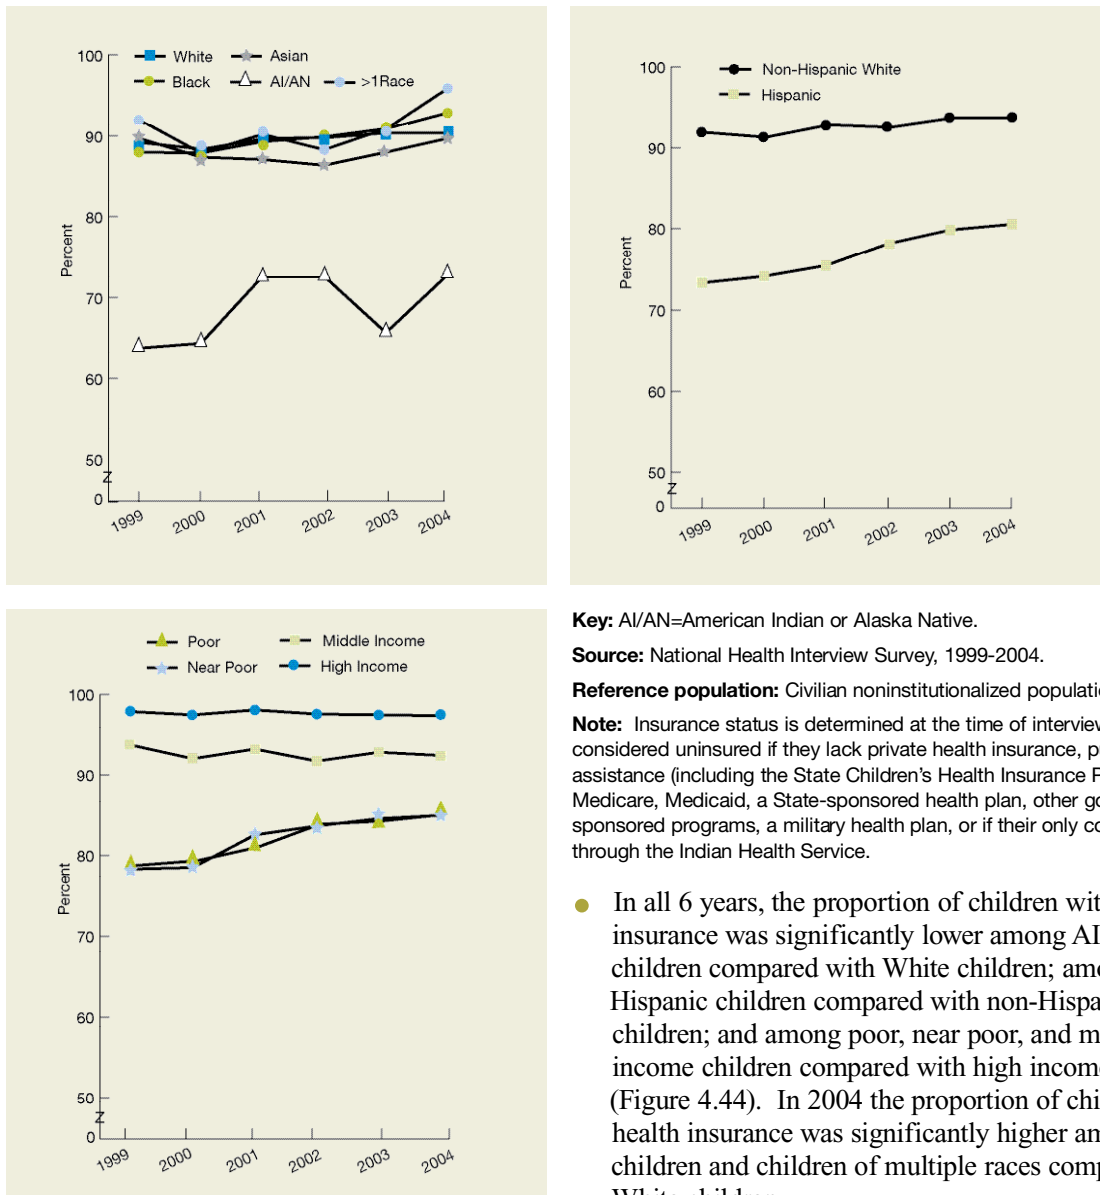 White Asian
Black AI/AN >1Race
100
90
80
70
60
50
Z
0
Percent
1999 2000 2001 2002 2003 2004
Non-Hispanic White
Hispanic
100
90
80
70
60
50
Z
0
Percent
1999 2000 2001 2002 2003 2004
Poor Middle Income
Near Poor High Income
100
90
80
70
60
50
Z
0
Percent
1999 2000 2001 2002 2003 2004
Key: AI/AN=American Indian or Alaska Native.
Source: National Health Interview Survey, 1999-2004.
Reference population: Civilian noninstitutionalized populati
Note: Insurance status is determined at the time of interview
considered uninsured if they lack private health insurance, p
assistance (including the State Children's Health Insurance P
Medicare, Medicaid, a State-sponsored health plan, other go
sponsored programs, a military health plan, or if their only co
through the Indian Health Service.
• In all 6 years, the proportion of children wit
insurance was significantly lower among AI
children compared with White children; am
Hispanic children compared with non-Hispa
children; and among poor, near poor, and m
income children compared with high incom
(Figure 4.44). In 2004 the proportion of chi
health insurance was significantly higher am
children and children of multiple races comp
White children.